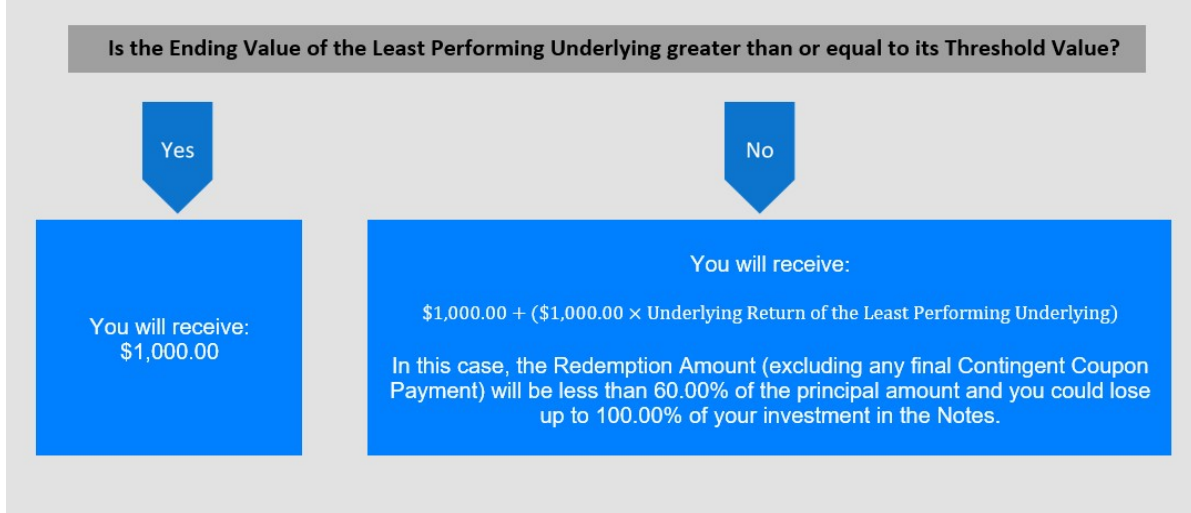 Is the Ending Value of the Least Performing Underlying greater than or equal to its Threshold Value?
Yes
No
You will receive:
$1,000.00
You will receive:
$1,000.00 + ($1,000.00 × Underlying Return of the Least Performing Underlying)
In this case, the Redemption Amount (excluding any final Contingent Coupon
Payment) will be less than 60.00% of the principal amount and you could lose
up to 100.00% of your investment in the Notes.